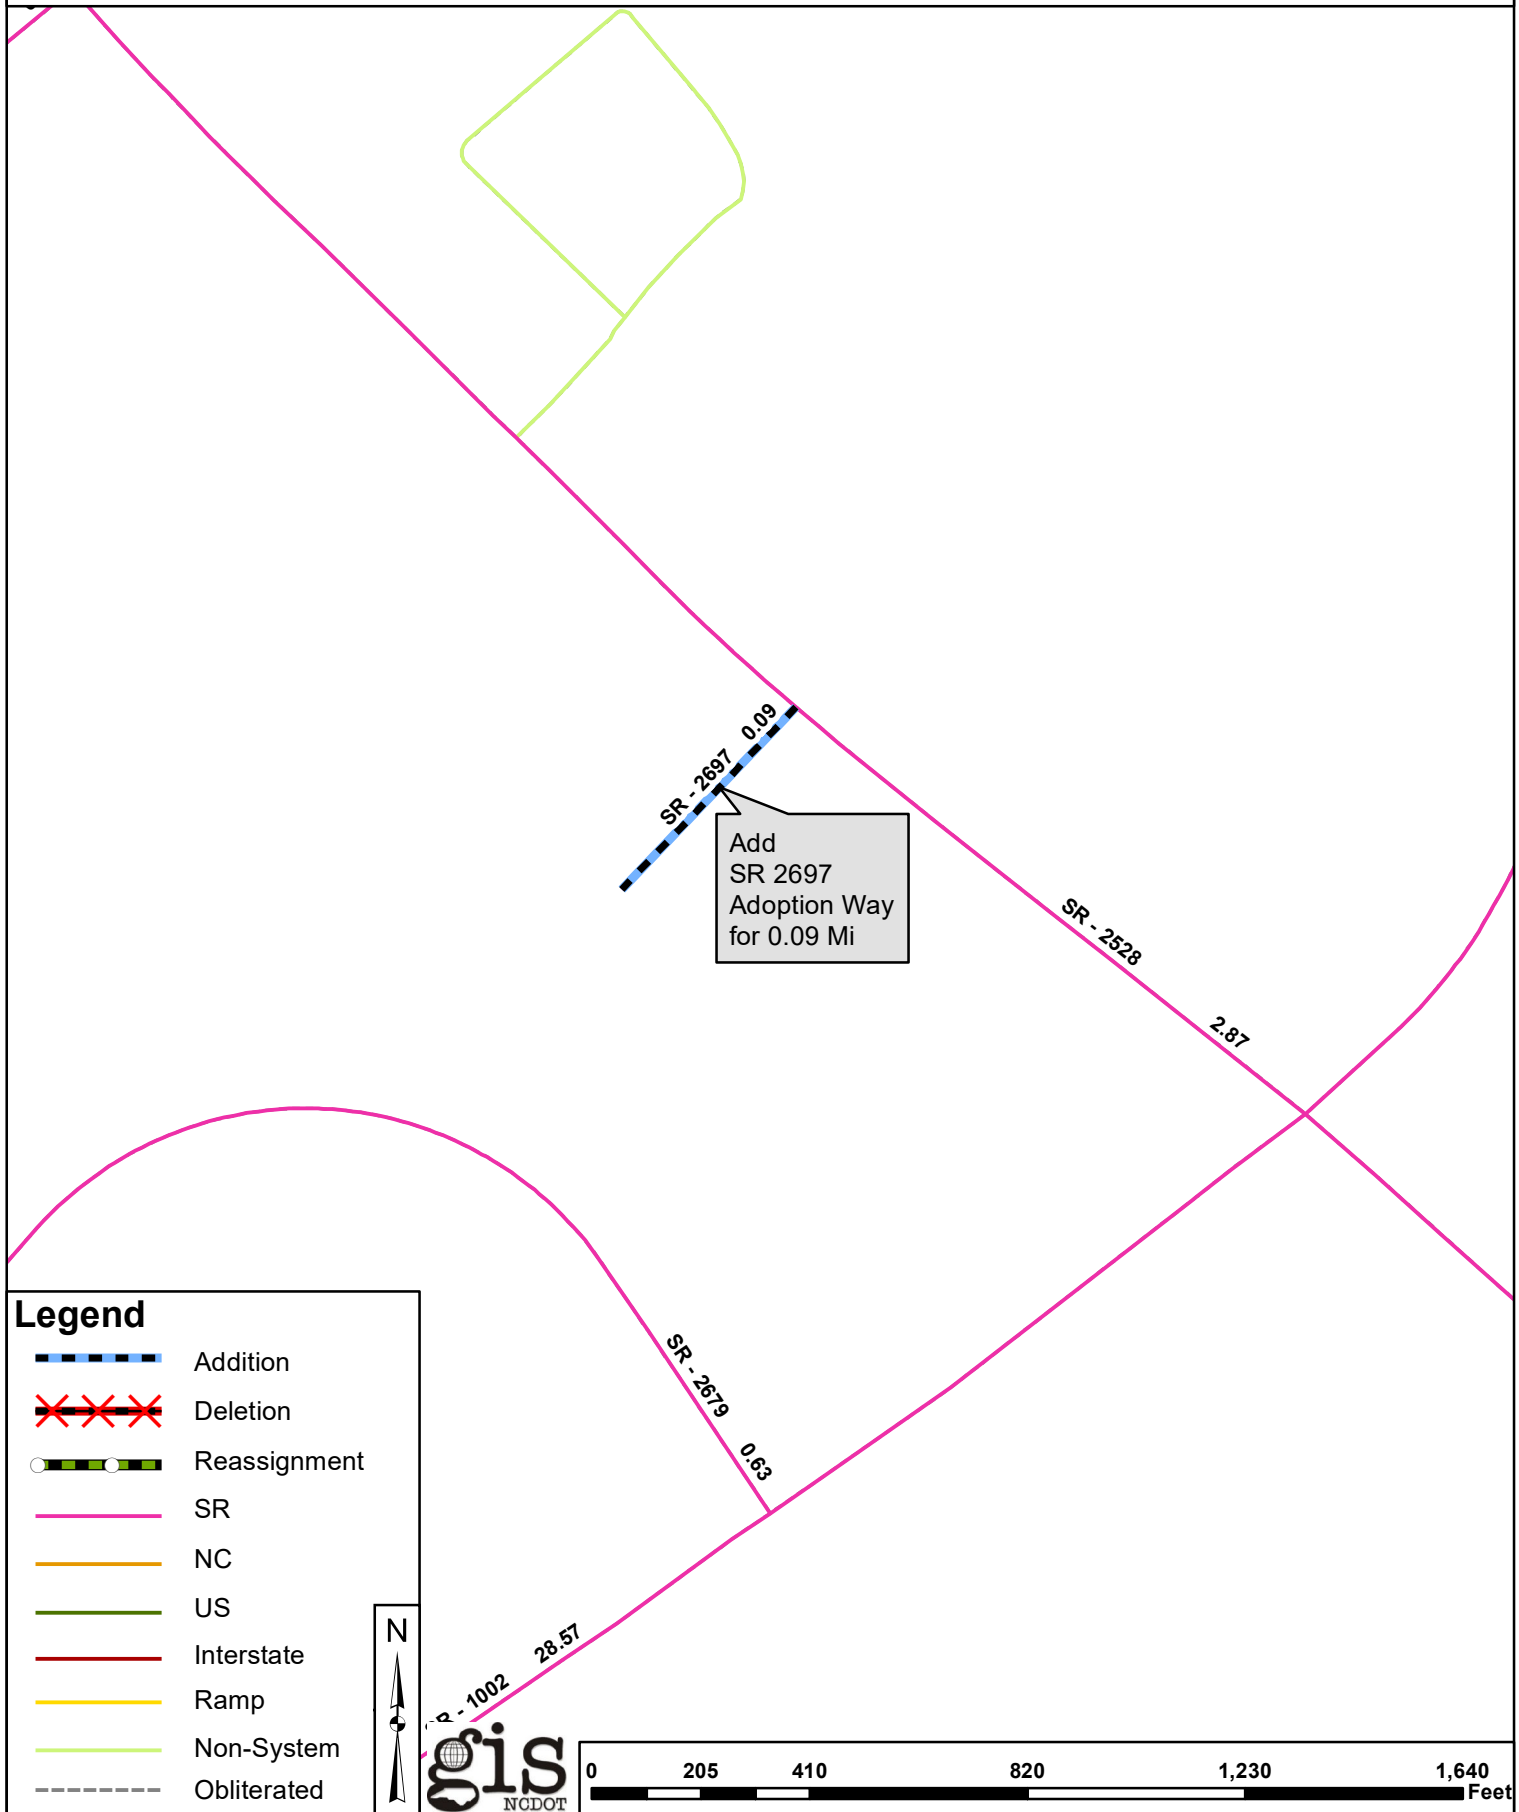 SR - 2697 0.09
Add
SR 2697
Adoption Way
for 0.09 Mi
SR - 2528 2.87
SR - 2679 0.63
28.57
- 1002
Legend
Addition
Deletion
Reassignment
SR
NC
US
Interstate
Ramp
Non-System
Obliterated
N
gis
NCDOT
0 205 410 820 1,230 1,640
Feet